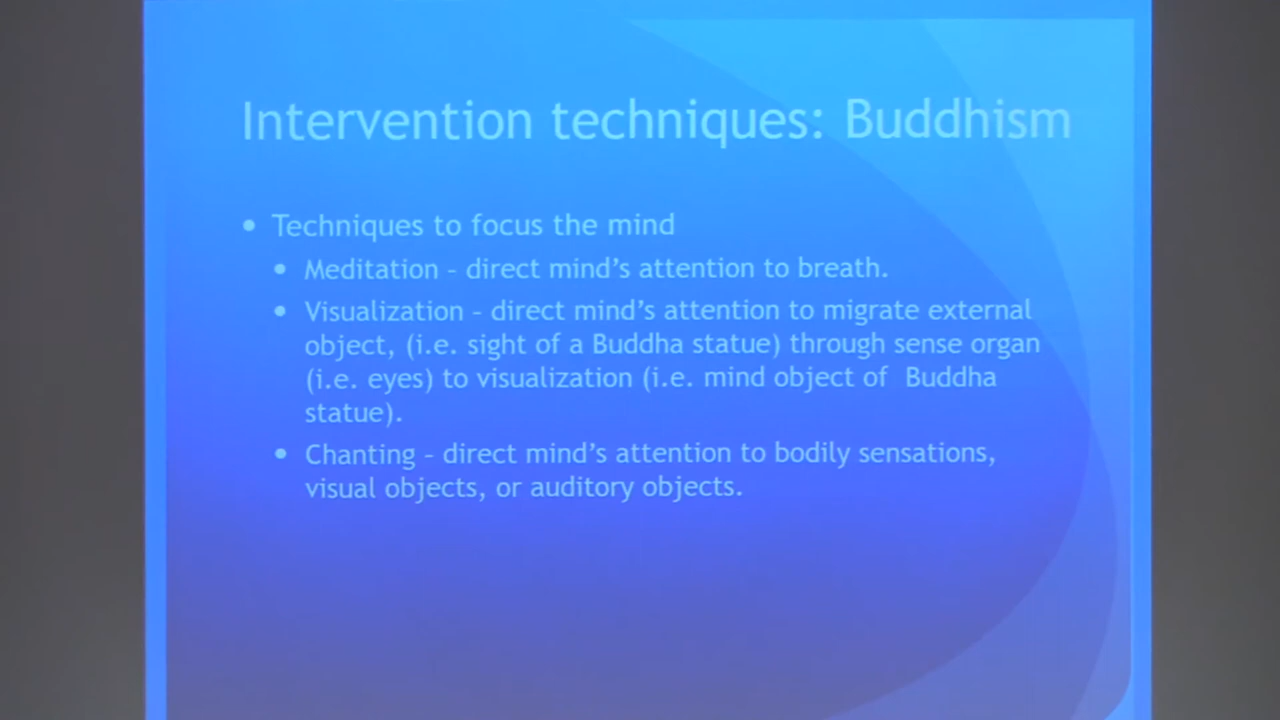 Intervention techniques: Buddhism
• Techniques to focus the mind
• Meditation – direct mind’s attention to breath.
• Visualization – direct mind’s attention to migrate external
object, (i.e. sight of a Buddha statue) through sense organ
(i.e. eyes) to visualization (i.e. mind object of Buddha
statue).
• Chanting – direct mind’s attention to bodily sensations,
visual objects, or auditory objects.